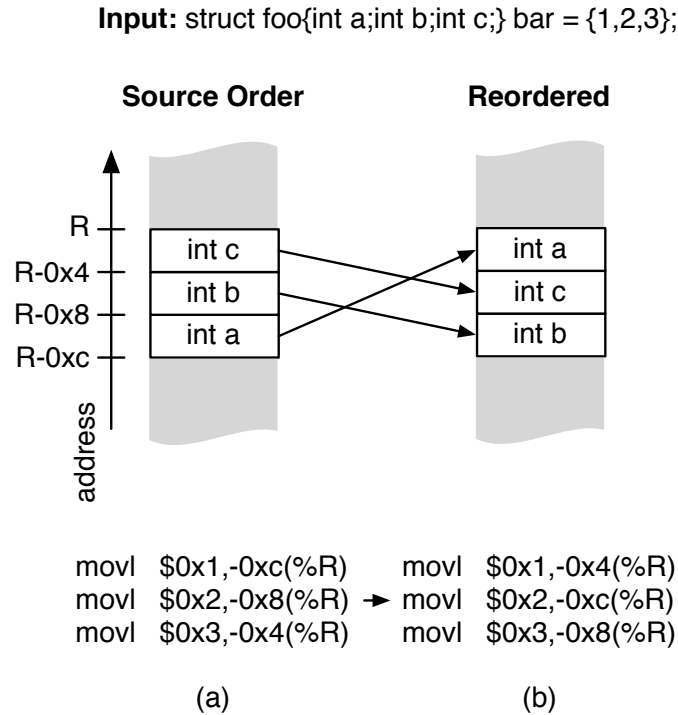 Input: struct foo{int a;int b;int c;} bar = {1,2,3};
Source Order
Reordered
R
R-0x4
R-0x8
R-0xc
address
int c
int b
int a
int a
int c
int b
movl $0x1,-0xc(%R)
movl $0x2,-0x8(%R)
movl $0x3,-0x4(%R)
movl $0x1,-0x4(%R)
movl $0x2,-0xc(%R)
movl $0x3,-0x8(%R)
(a)
(b)